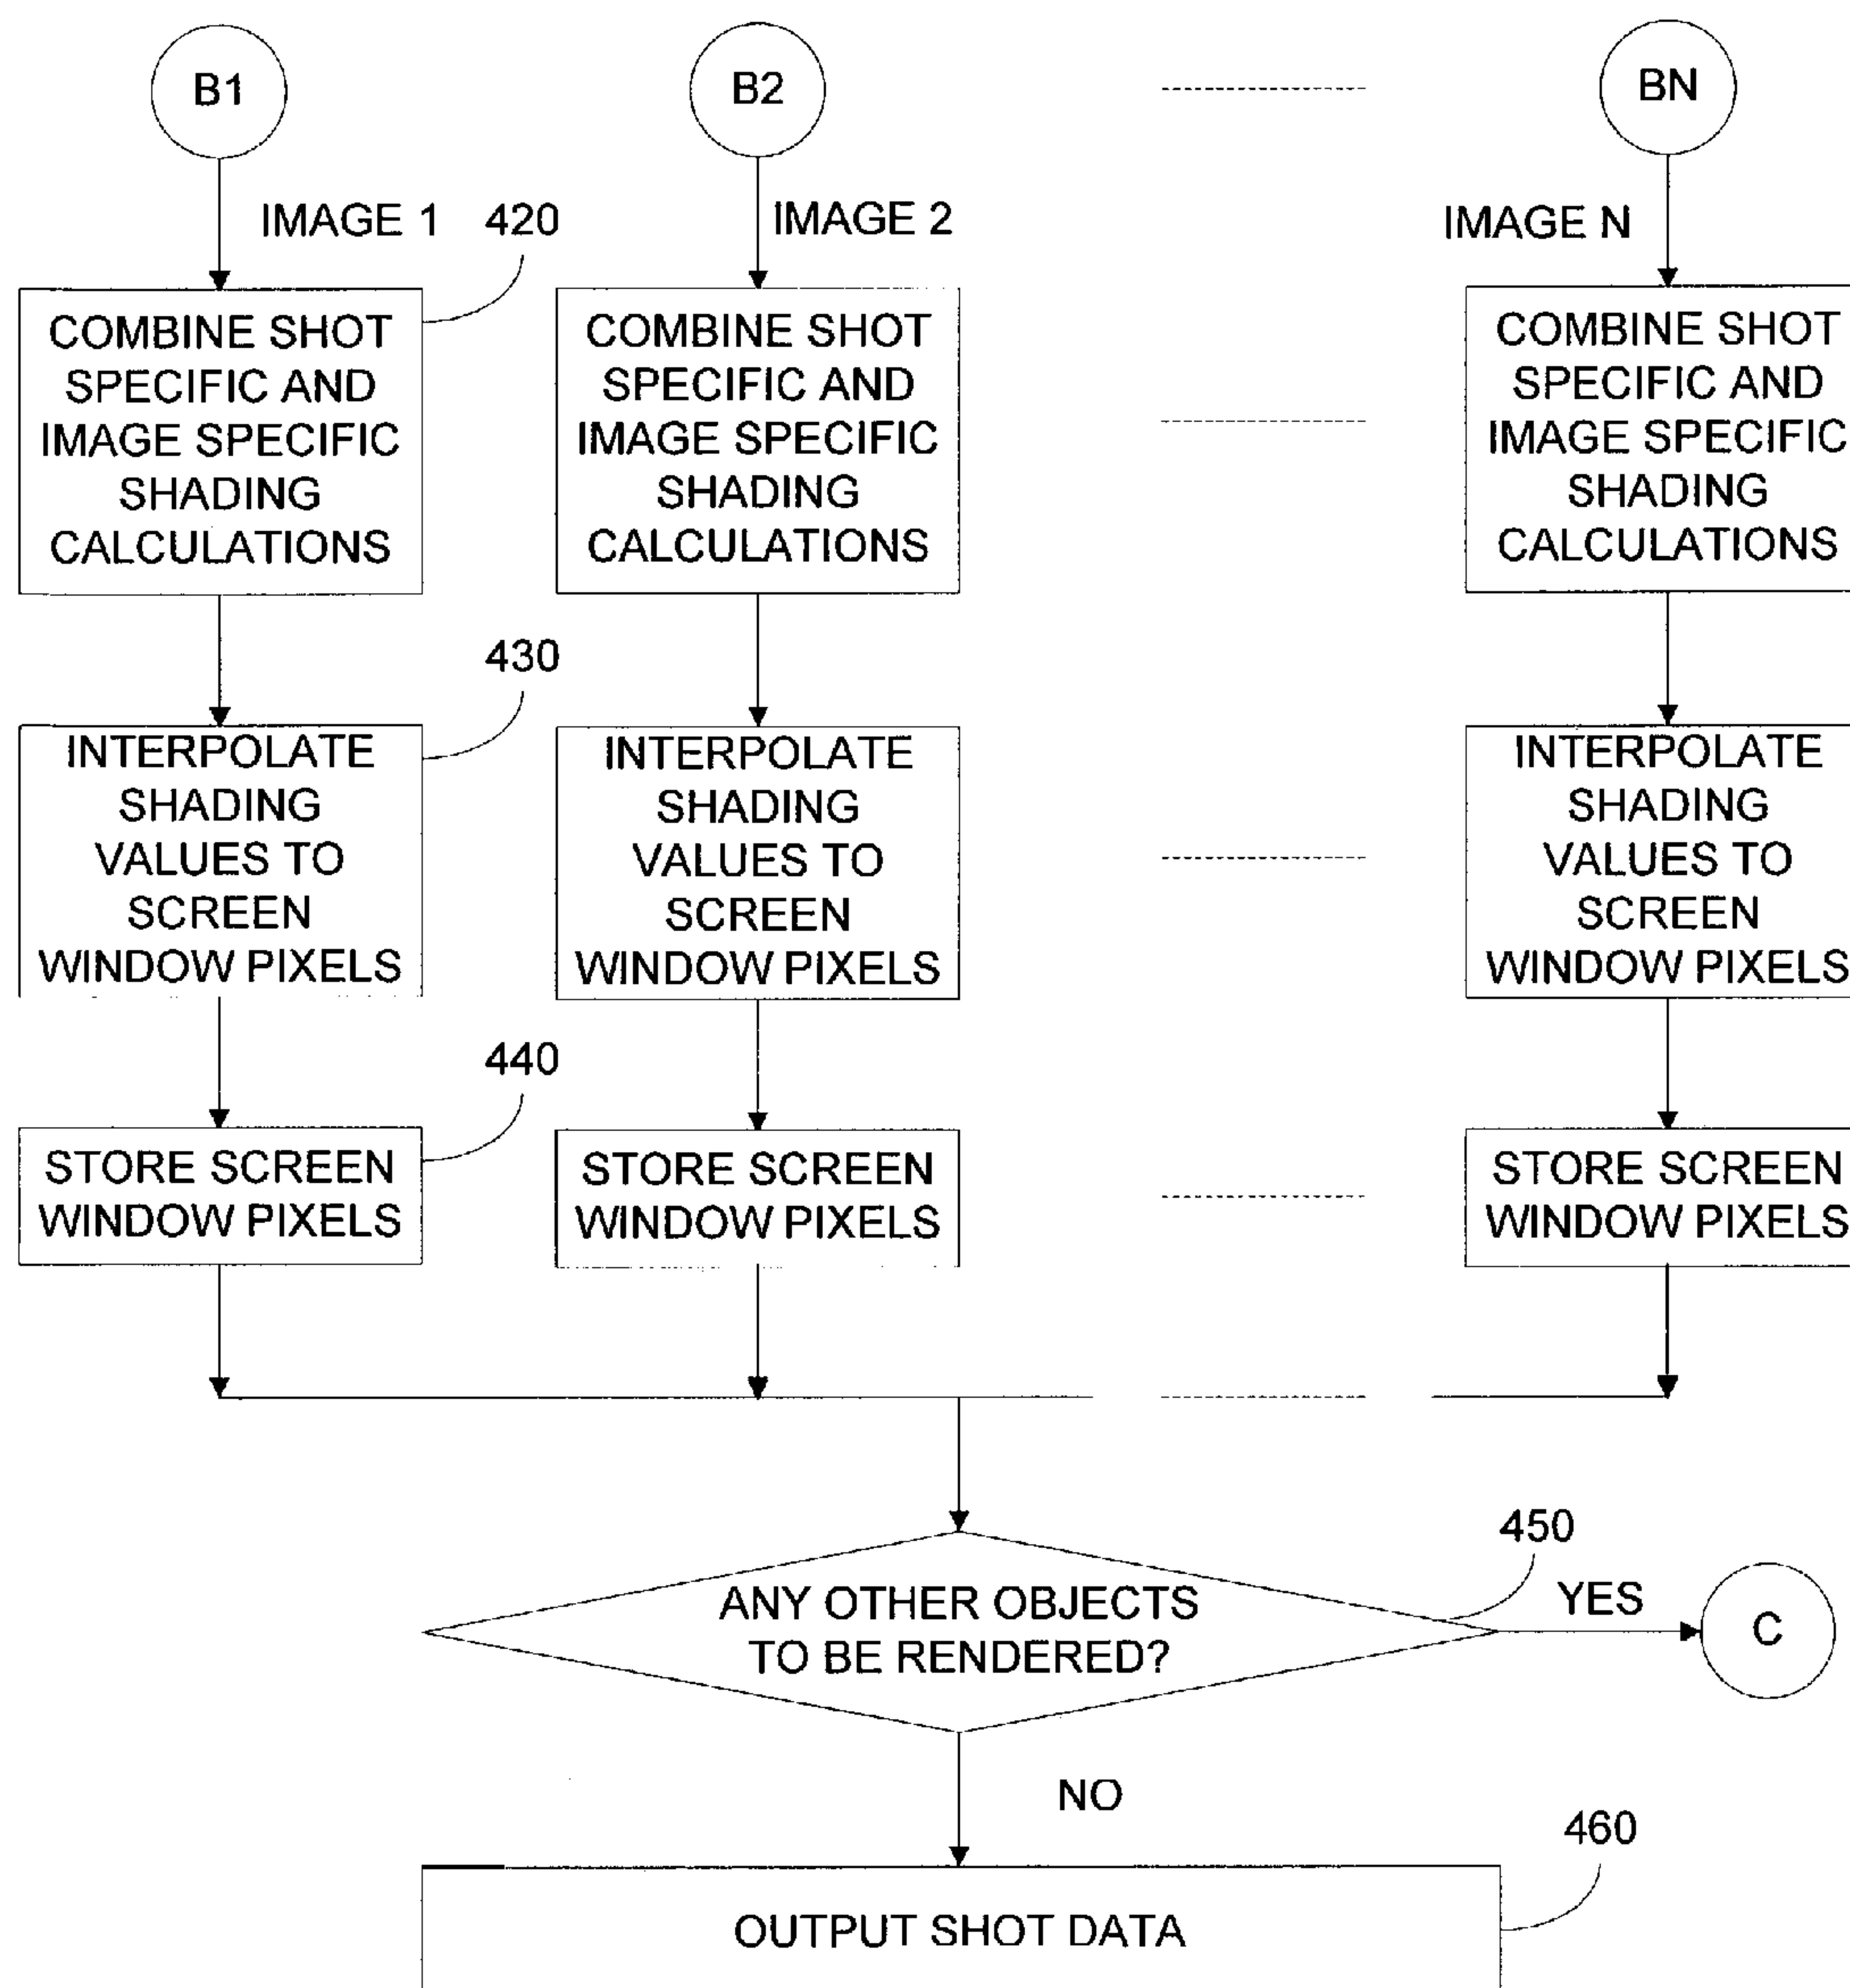 B1
B2
BN
IMAGE 1
420
IMAGE 2
IMAGE N
COMBINE SHOT
SPECIFIC AND
IMAGE SPECIFIC
SHADING
CALCULATIONS
COMBINE SHOT
SPECIFIC AND
IMAGE SPECIFIC
SHADING
CALCULATIONS
COMBINE SHOT
SPECIFIC AND
IMAGE SPECIFIC
SHADING
CALCULATIONS
430
INTERPOLATE
SHADING
VALUES TO
SCREEN
WINDOW PIXELS
INTERPOLATE
SHADING
VALUES TO
SCREEN
WINDOW PIXELS
INTERPOLATE
SHADING
VALUES TO
SCREEN
WINDOW PIXELS
440
STORE SCREEN
WINDOW PIXELS
STORE SCREEN
WINDOW PIXELS
STORE SCREEN
WINDOW PIXELS
450
ANY OTHER OBJECTS
TO BE RENDERED?
YES
C
NO
460
OUTPUT SHOT DATA